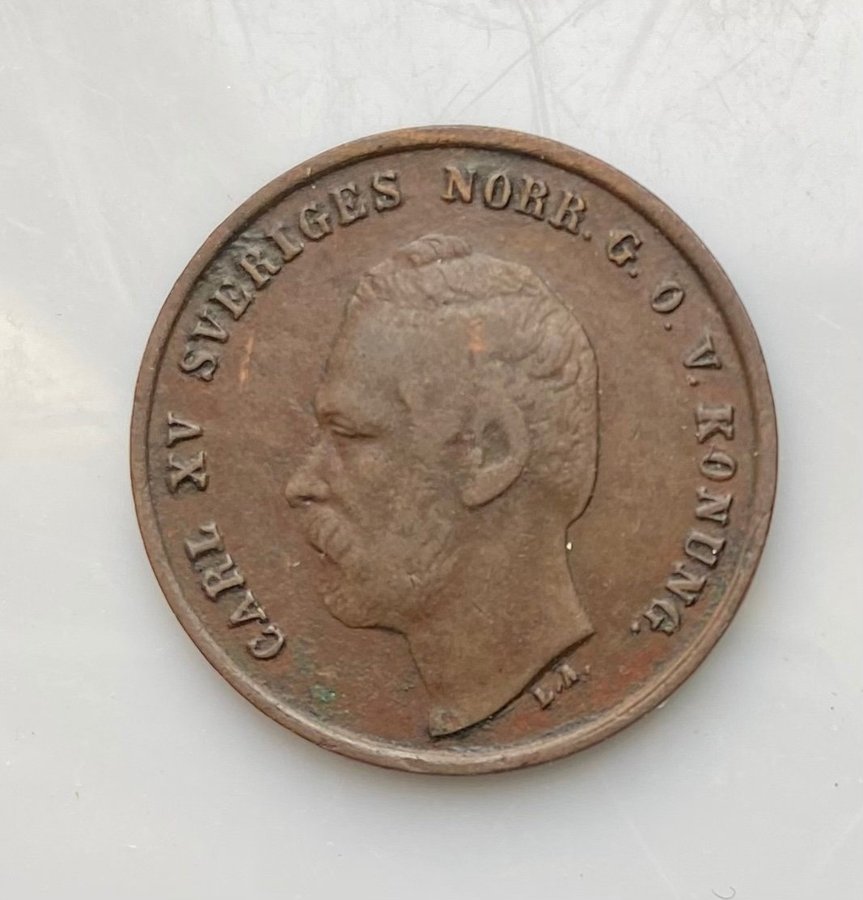 CARL XV SVERIGES NORR. G. O. V. KONUNG.
L.A.